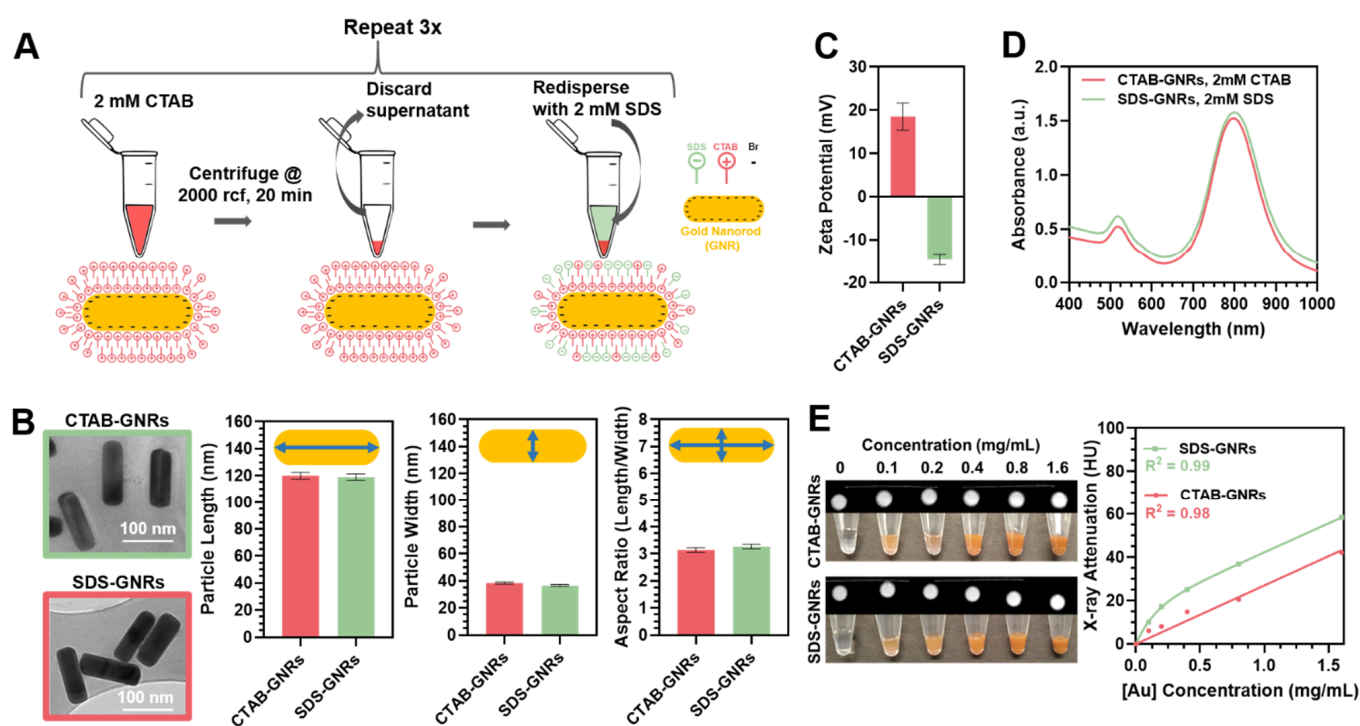 A
Repeat 3x
2 mM CTAB
Centrifuge @
2000 rcf, 20 min
Discard
supernatant
Redisperse
with 2 mM SDS
SDS CTAB Br
Gold Nanorod
(GNR)
C
Zeta Potential (mV)
30
20
10
0
-10
-20
CTAB-GNRs
SDS-GNRs
D
Absorbance (a.u.)
2.0
1.5
1.0
0.5
0.0
CTAB-GNRs, 2mM CTAB
SDS-GNRs, 2mM SDS
400 500 600 700 800 900 1000
Wavelength (nm)
B
CTAB-GNRs
100 nm
SDS-GNRs
100 nm
Particle Length (nm)
160
140
120
100
80
60
40
20
0
CTAB-GNRs
SDS-GNRs
Particle Width (nm)
160
140
120
100
80
60
40
20
0
CTAB-GNRs
SDS-GNRs
Aspect Ratio (Length/Width)
8
7
6
5
4
3
2
1
0
CTAB-GNRs
SDS-GNRs
E
Concentration (mg/mL)
0 0.1 0.2 0.4 0.8 1.6
CTAB-GNRs
SDS-GNRs
X-ray Attenuation (HU)
100
80
60
40
20
0
SDS-GNRs
R² = 0.99
CTAB-GNRs
R² = 0.98
0.0 0.5 1.0 1.5
[Au] Concentration (mg/mL)